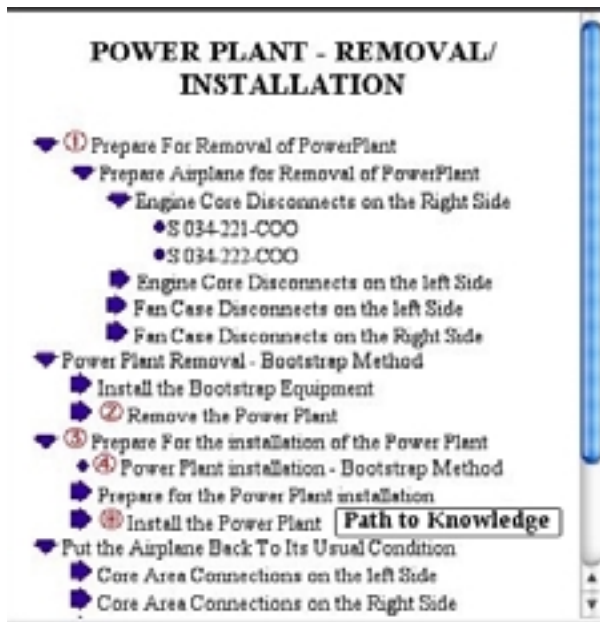 POWER PLANT - REMOVAL/
INSTALLATION
① Prepare For Removal of PowerPlant
Prepare Airplane for Removal of PowerPlant
Engine Core Disconnects on the Right Side
S 034-221-COO
S 034-222-COO
Engine Core Disconnects on the left Side
Fan Case Disconnects on the left Side
Fan Case Disconnects on the Right Side
Power Plant Removal - Bootstrap Method
Install the Bootstrap Equipment
② Remove the Power Plant
③ Prepare For the installation of the Power Plant
④ Power Plant installation - Bootstrap Method
Prepare for the Power Plant installation
Install the Power Plant Path to Knowledge
Put the Airplane Back To Its Usual Condition
Core Area Connections on the left Side
Core Area Connections on the Right Side